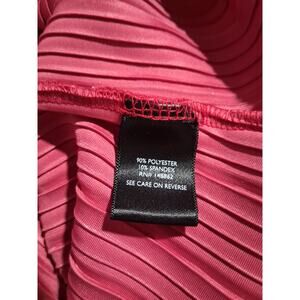 90% POLYESTER
10% SPANDEX
RN# 148862
SEE CARE ON REVERSE